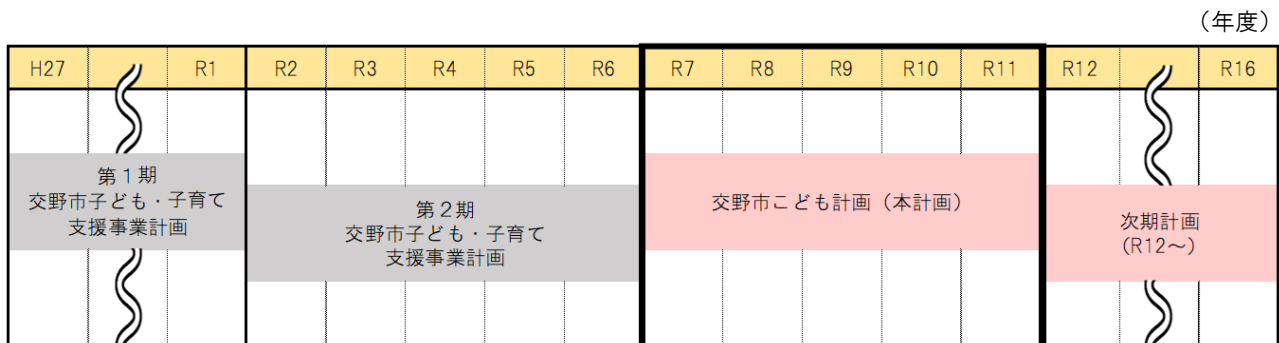 （年度）
H27 R1 R2 R3 R4 R5 R6 R7 R8 R9 R10 R11 R12 R16
第１期
交野市子ども・子育て
支援事業計画
第２期
交野市子ども・子育て
支援事業計画
交野市こども計画（本計画）
次期計画
(R12～)